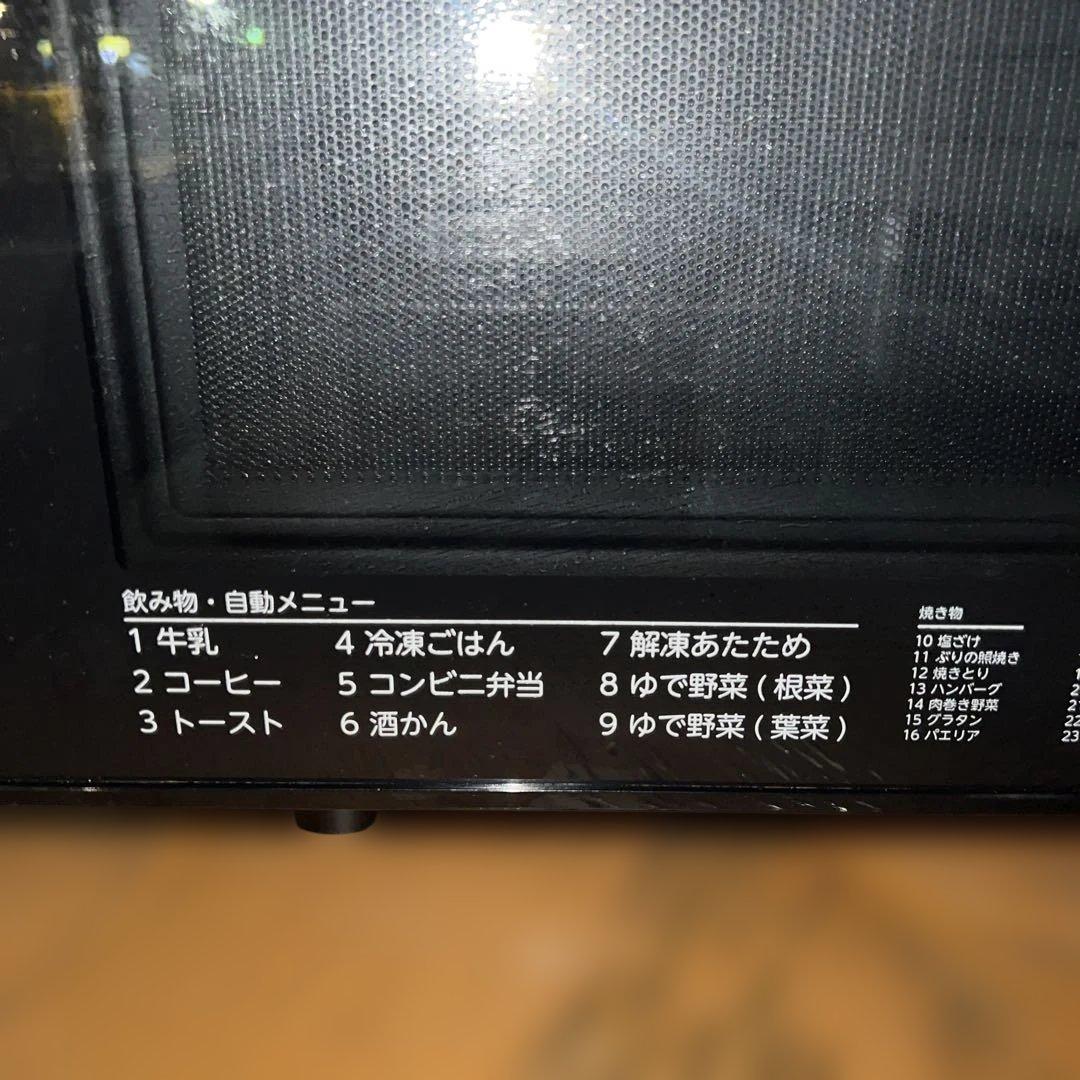 飲み物・自動メニュー
1 牛乳 4 冷凍ごはん 7 解凍あたため
2 コーヒー 5 コンビニ弁当 8 ゆで野菜(根菜)
3 トースト 6 酒かん 9 ゆで野菜(葉菜)
焼き物
10 塩ざけ
11 ぶりの照焼き
12 焼きとり
13 ハンバーグ
14 肉巻き野菜
15 グラタン
16 パエリア
21
22
23